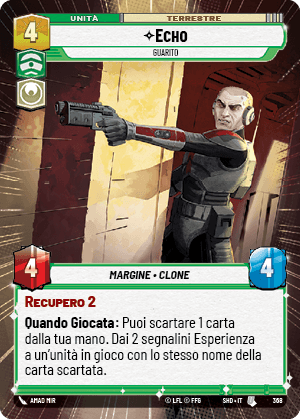 UNITÀ
TERRESTRE
4
✧ECHO
GUARITO
4
MARGINE • CLONE
4
RECUPERO 2
Quando Giocata: Puoi scartare 1 carta
dalla tua mano. Dai 2 segnalini Esperienza
a un'unità in gioco con lo stesso nome della
carta scartata.
AMAD MIR
© LFL © FFG
SHD • IT
368